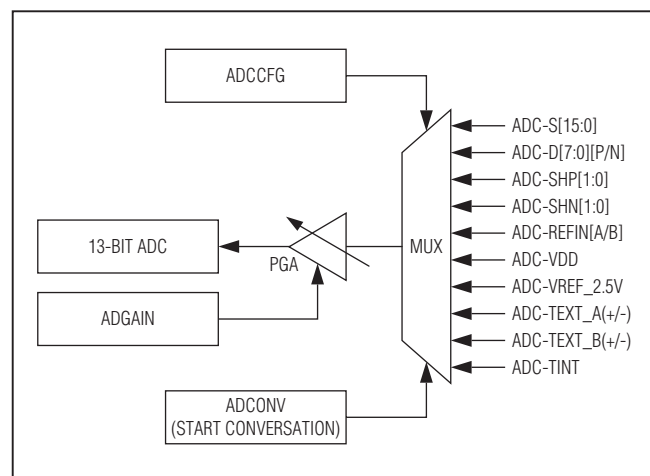 ADCCFG
ADC-S[15:0]
ADC-D[7:0][P/N]
ADC-SHP[1:0]
ADC-SHN[1:0]
ADC-REFIN[A/B]
ADC-VDD
ADC-VREF_2.5V
ADC-TEXT_A(+/-)
ADC-TEXT_B(+/-)
ADC-TINT
MUX
13-BIT ADC
PGA
ADGAIN
ADCONV
(START CONVERSATION)